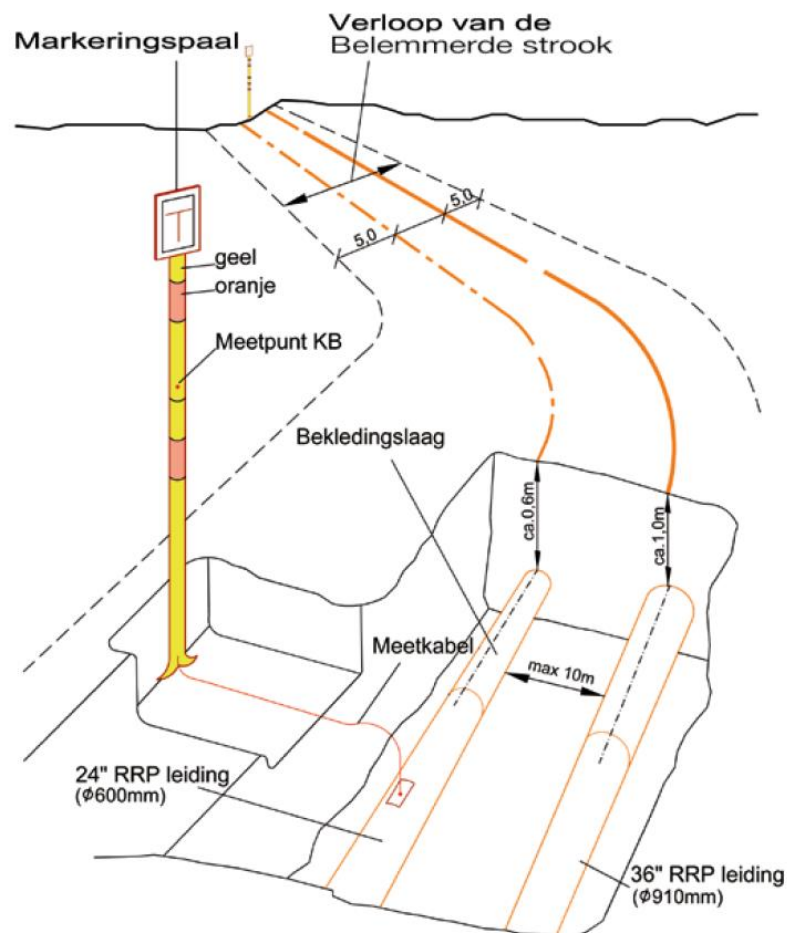 Markeringspaal
Verloop van de
Belemmerde strook
T
geel
oranje
Meetpunt KB
5,0
5,0
Bekledingslaag
ca.0,6m
ca.1,0m
Meetkabel
max 10m
24" RRP leiding
(ϕ600mm)
36" RRP leiding
(ϕ910mm)